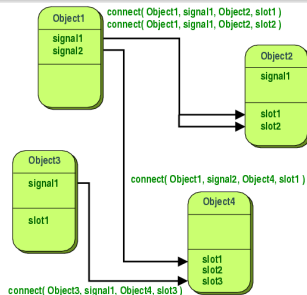 Object1
connect( Object1, signal1, Object2, slot1 )
connect( Object1, signal1, Object2, slot2 )
signal1
signal2
Object2
signal1
slot1
slot2
Object3
signal1
slot1
connect( Object1, signal2, Object4, slot1 )
Object4
slot1
slot2
slot3
connect( Object3, signal1, Object4, slot3 )